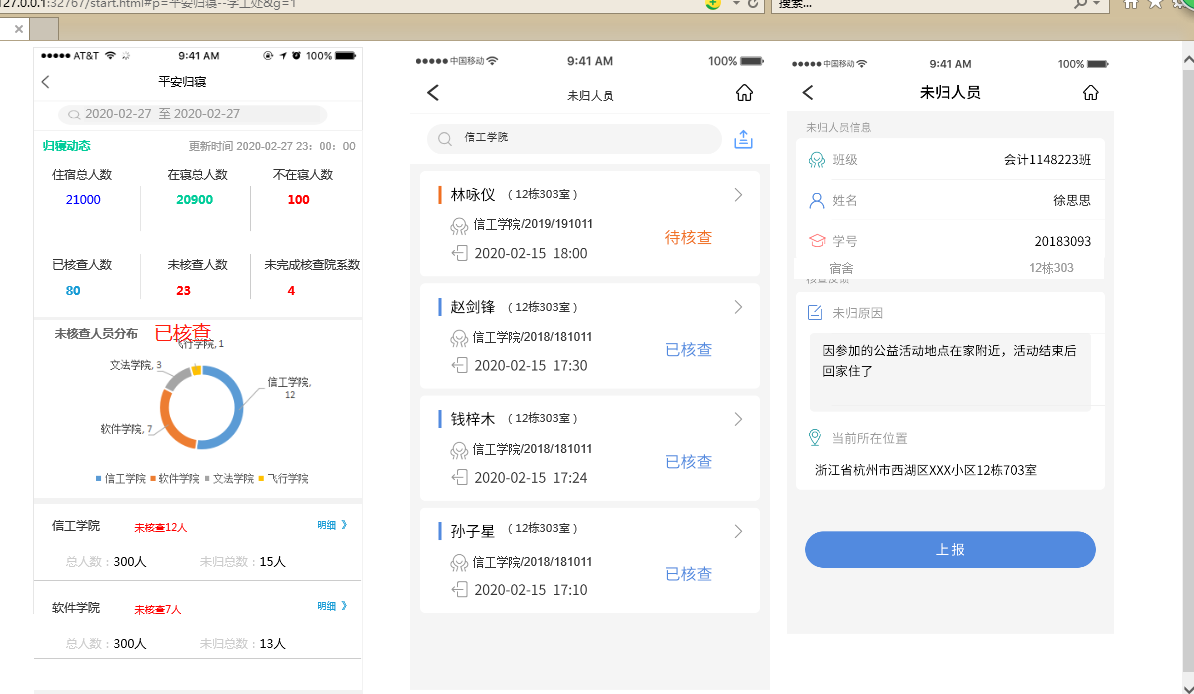 127.0.0.1:32767/start.html#p=平安归寝--学工处&g=1
搜索...
AT&T
9:41 AM
100%
平安归寝
2020-02-27 至 2020-02-27
归寝动态
更新时间 2020-02-27 23：00：00
住宿总人数
在寝总人数
不在寝人数
21000
20900
100
已核查人数
未核查人数
未完成核查院系数
80
23
4
未核查人员分布
已核查
飞行学院, 1
文法学院, 3
信工学院,
12
软件学院, 7
信工学院
软件学院
文法学院
飞行学院
信工学院
未核查12人
明细 》
总人数：300人
未归总数：15人
软件学院
未核查7人
明细 》
总人数：300人
未归总数：13人
中国移动
9:41 AM
100%
未归人员
信工学院
林咏仪 （12栋303室）
信工学院/2019/191011
待核查
2020-02-15 18:00
赵剑锋 （12栋303室）
信工学院/2018/181011
已核查
2020-02-15 17:30
钱梓木 （12栋303室）
信工学院/2018/181011
已核查
2020-02-15 17:24
孙子星 （12栋303室）
信工学院/2018/181011
已核查
2020-02-15 17:10
中国移动
9:41 AM
100%
未归人员
未归人员信息
班级
会计1148223班
姓名
徐思思
学号
20183093
宿舍
12栋303
未归原因
因参加的公益活动地点在家附近，活动结束后
回家住了
当前所在位置
浙江省杭州市西湖区XXX小区12栋703室
上报